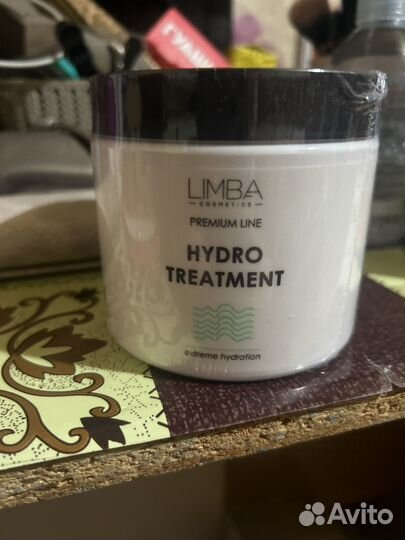 ГУАШ
LIMBA
COSMETICS
PREMIUM LINE
HYDRO
TREATMENT
extreme hydration
Avito